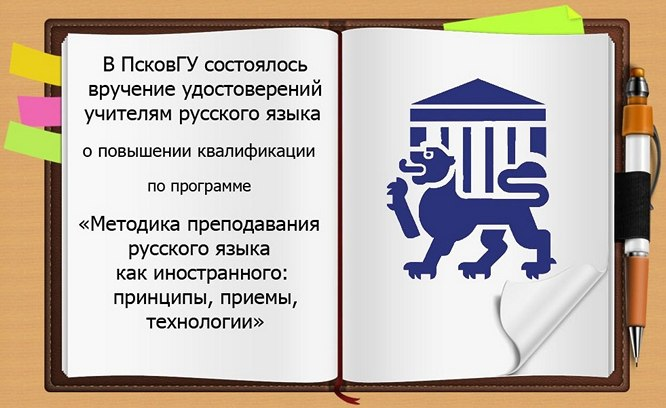 В ПсковГУ состоялось
вручение удостоверений
учителям русского языка
о повышении квалификации
по программе
«Методика преподавания
русского языка
как иностранного:
принципы, приемы,
технологии»